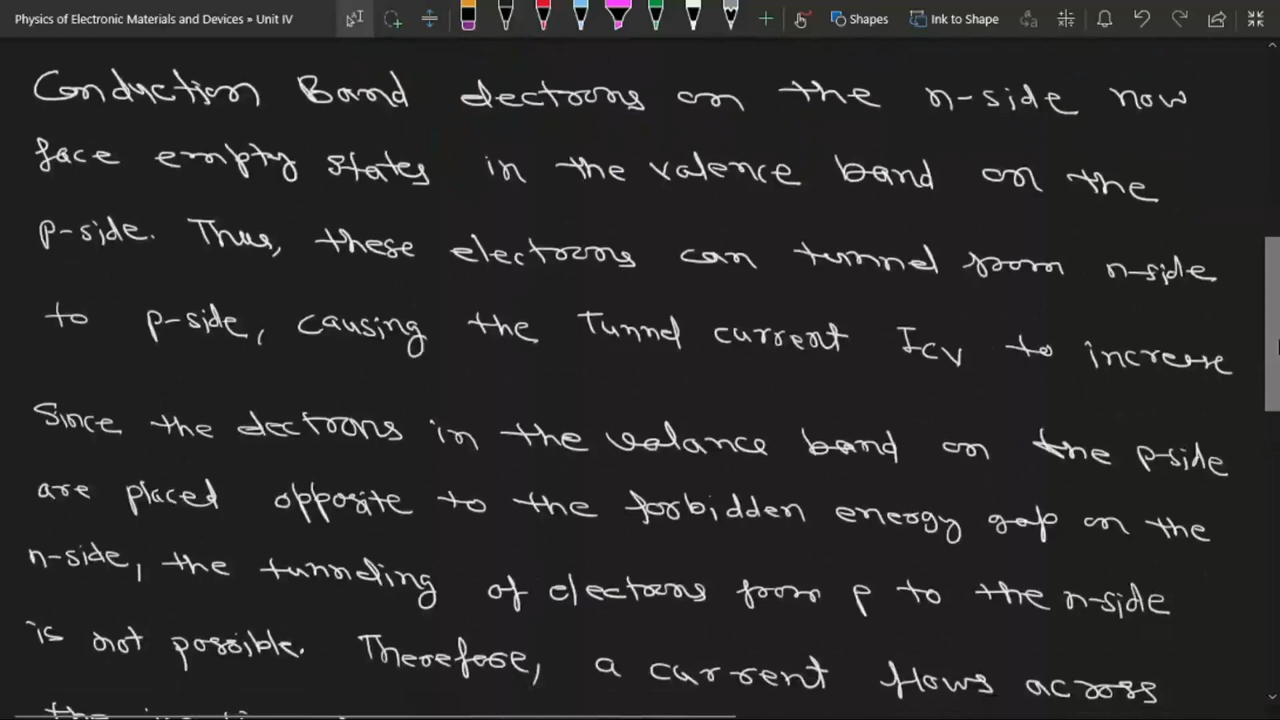 Physics of Electronic Materials and Devices » Unit IV
Shapes
Ink to Shape
Conduction Band electrons on the n-side now
face empty states in the valence band on the
p-side. Thus, these electrons can tunnel from n-side
to p-side, causing the Tunnel current Icv to increase
Since the electrons in the valance band on the p-side
are placed opposite to the forbidden energy gap on the
n-side, the tunneling of electrons from p to the n-side
is not possible. Therefore, a current flows across
the